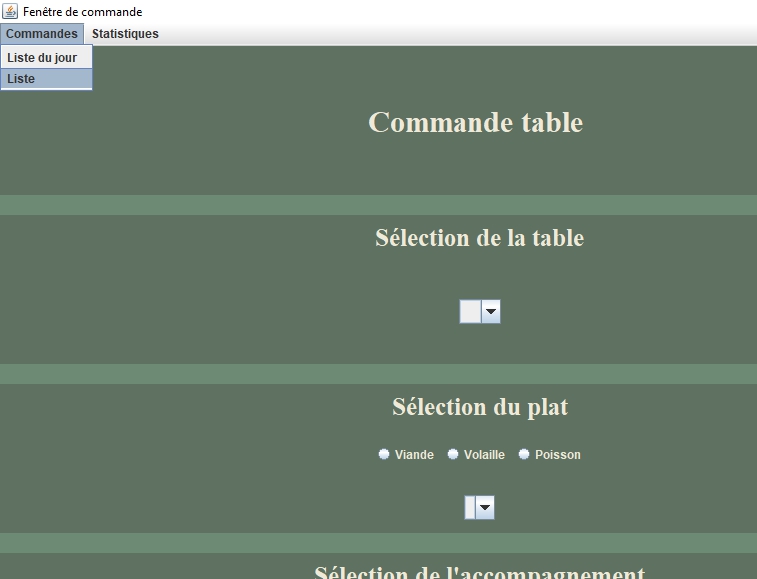 Fenêtre de commande
Commandes Statistiques
Liste du jour
Liste
Commande table
Sélection de la table
Sélection du plat
Viande Volaille Poisson
Sélection de l'accompagnement